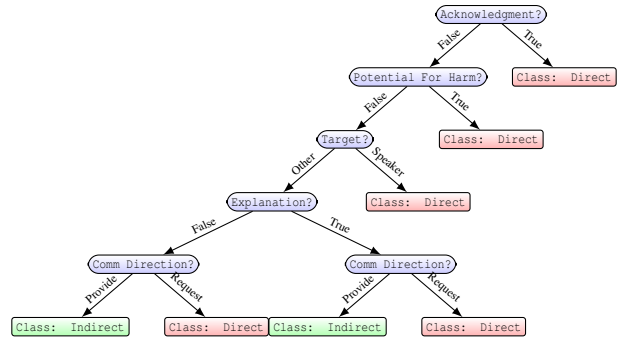 Acknowledgment?
False
True
Potential For Harm?
Class: Direct
False
True
Target?
Class: Direct
Other
Speaker
Explanation?
Class: Direct
False
True
Comm Direction?
Comm Direction?
Provide
Request
Provide
Request
Class: Indirect
Class: Direct
Class: Indirect
Class: Direct